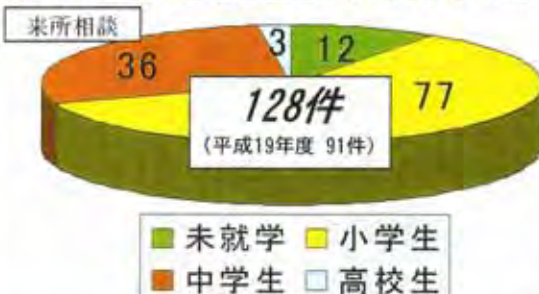 来所相談
3
12
36
77
128件
(平成19年度 91件)
未就学 小学生
中学生 高校生